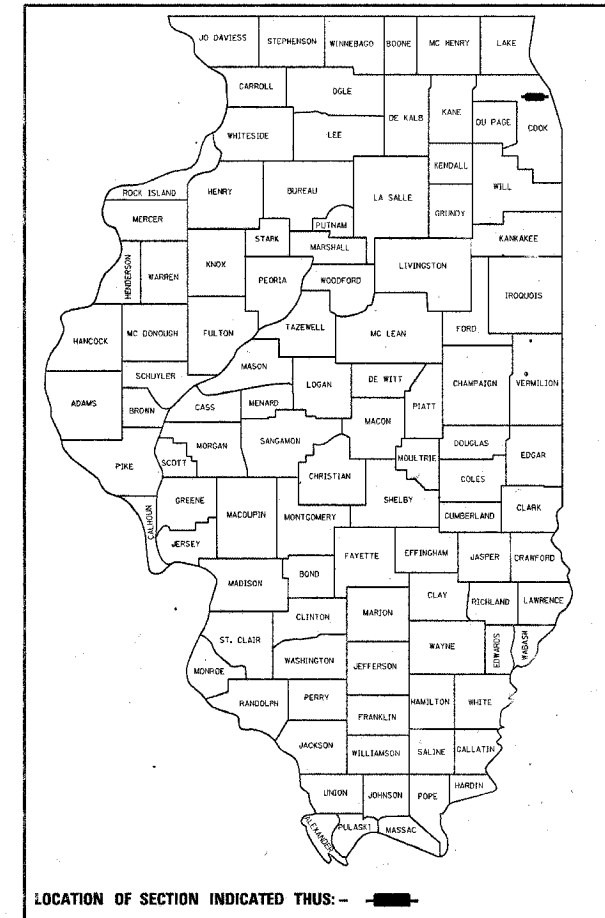 JO DAVIESS STEPHENSON WINNEBAGO BOONE MC HENRY LAKE
CARROLL OGLE DE KALB KANE DU PAGE COOK
WHITESIDE LEE KENDALL WILL
ROCK ISLAND HENRY BUREAU LA SALLE GRUNDY
MERCER PUTNAM KANKAKEE
STARK MARSHALL
HENDERSON WARREN KNOX PEORIA WOODFORD LIVINGSTON IROQUOIS
HANCOCK MC DONOUGH FULTON TAZEWELL MC LEAN FORD
SCHUYLER MASON LOGAN DE WITT CHAMPAIGN VERMILION
ADAMS BROWN CASS MENARD MACON PIATT
MORGAN SANGAMON DOUGLAS EDGAR
PIKE SCOTT CHRISTIAN MOULTRIE COLES
CALHOUN GREENE MACOUPIN MONTGOMERY SHELBY CUMBERLAND CLARK
JERSEY FAYETTE EFFINGHAM JASPER CRAWFORD
MADISON BOND CLAY RICHLAND LAWRENCE
CLINTON MARION
ST. CLAIR WASHINGTON JEFFERSON WAYNE EDWARDS WABASH
MONROE
RANDOLPH PERRY FRANKLIN HAMILTON WHITE
JACKSON WILLIAMSON SALINE GALLATIN
UNION JOHNSON POPE HARDIN
ALEXANDER PULASKI MASSAC
LOCATION OF SECTION INDICATED THUS: -